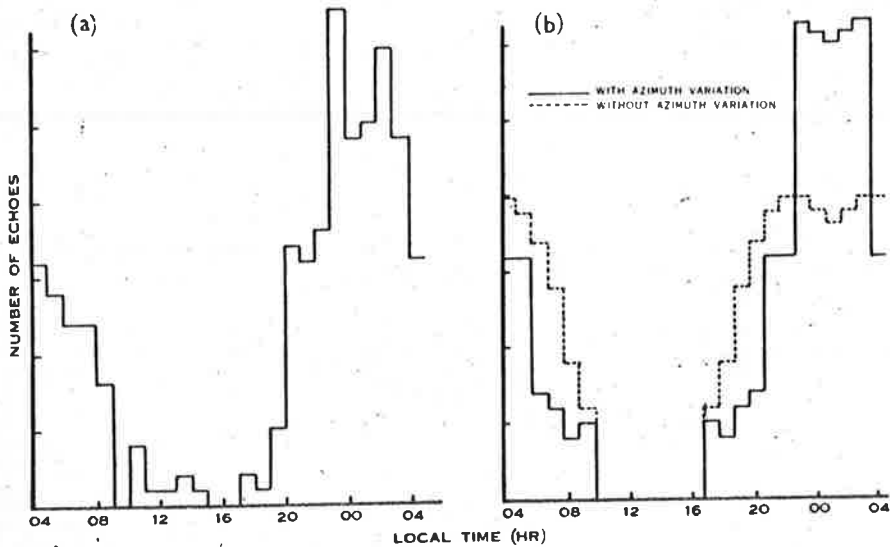 (a)
(b)
WITH AZIMUTH VARIATION
WITHOUT AZIMUTH VARIATION
NUMBER OF ECHOES
04 08 12 16 20 00 04
04 08 12 16 20 00 04
LOCAL TIME (HR)